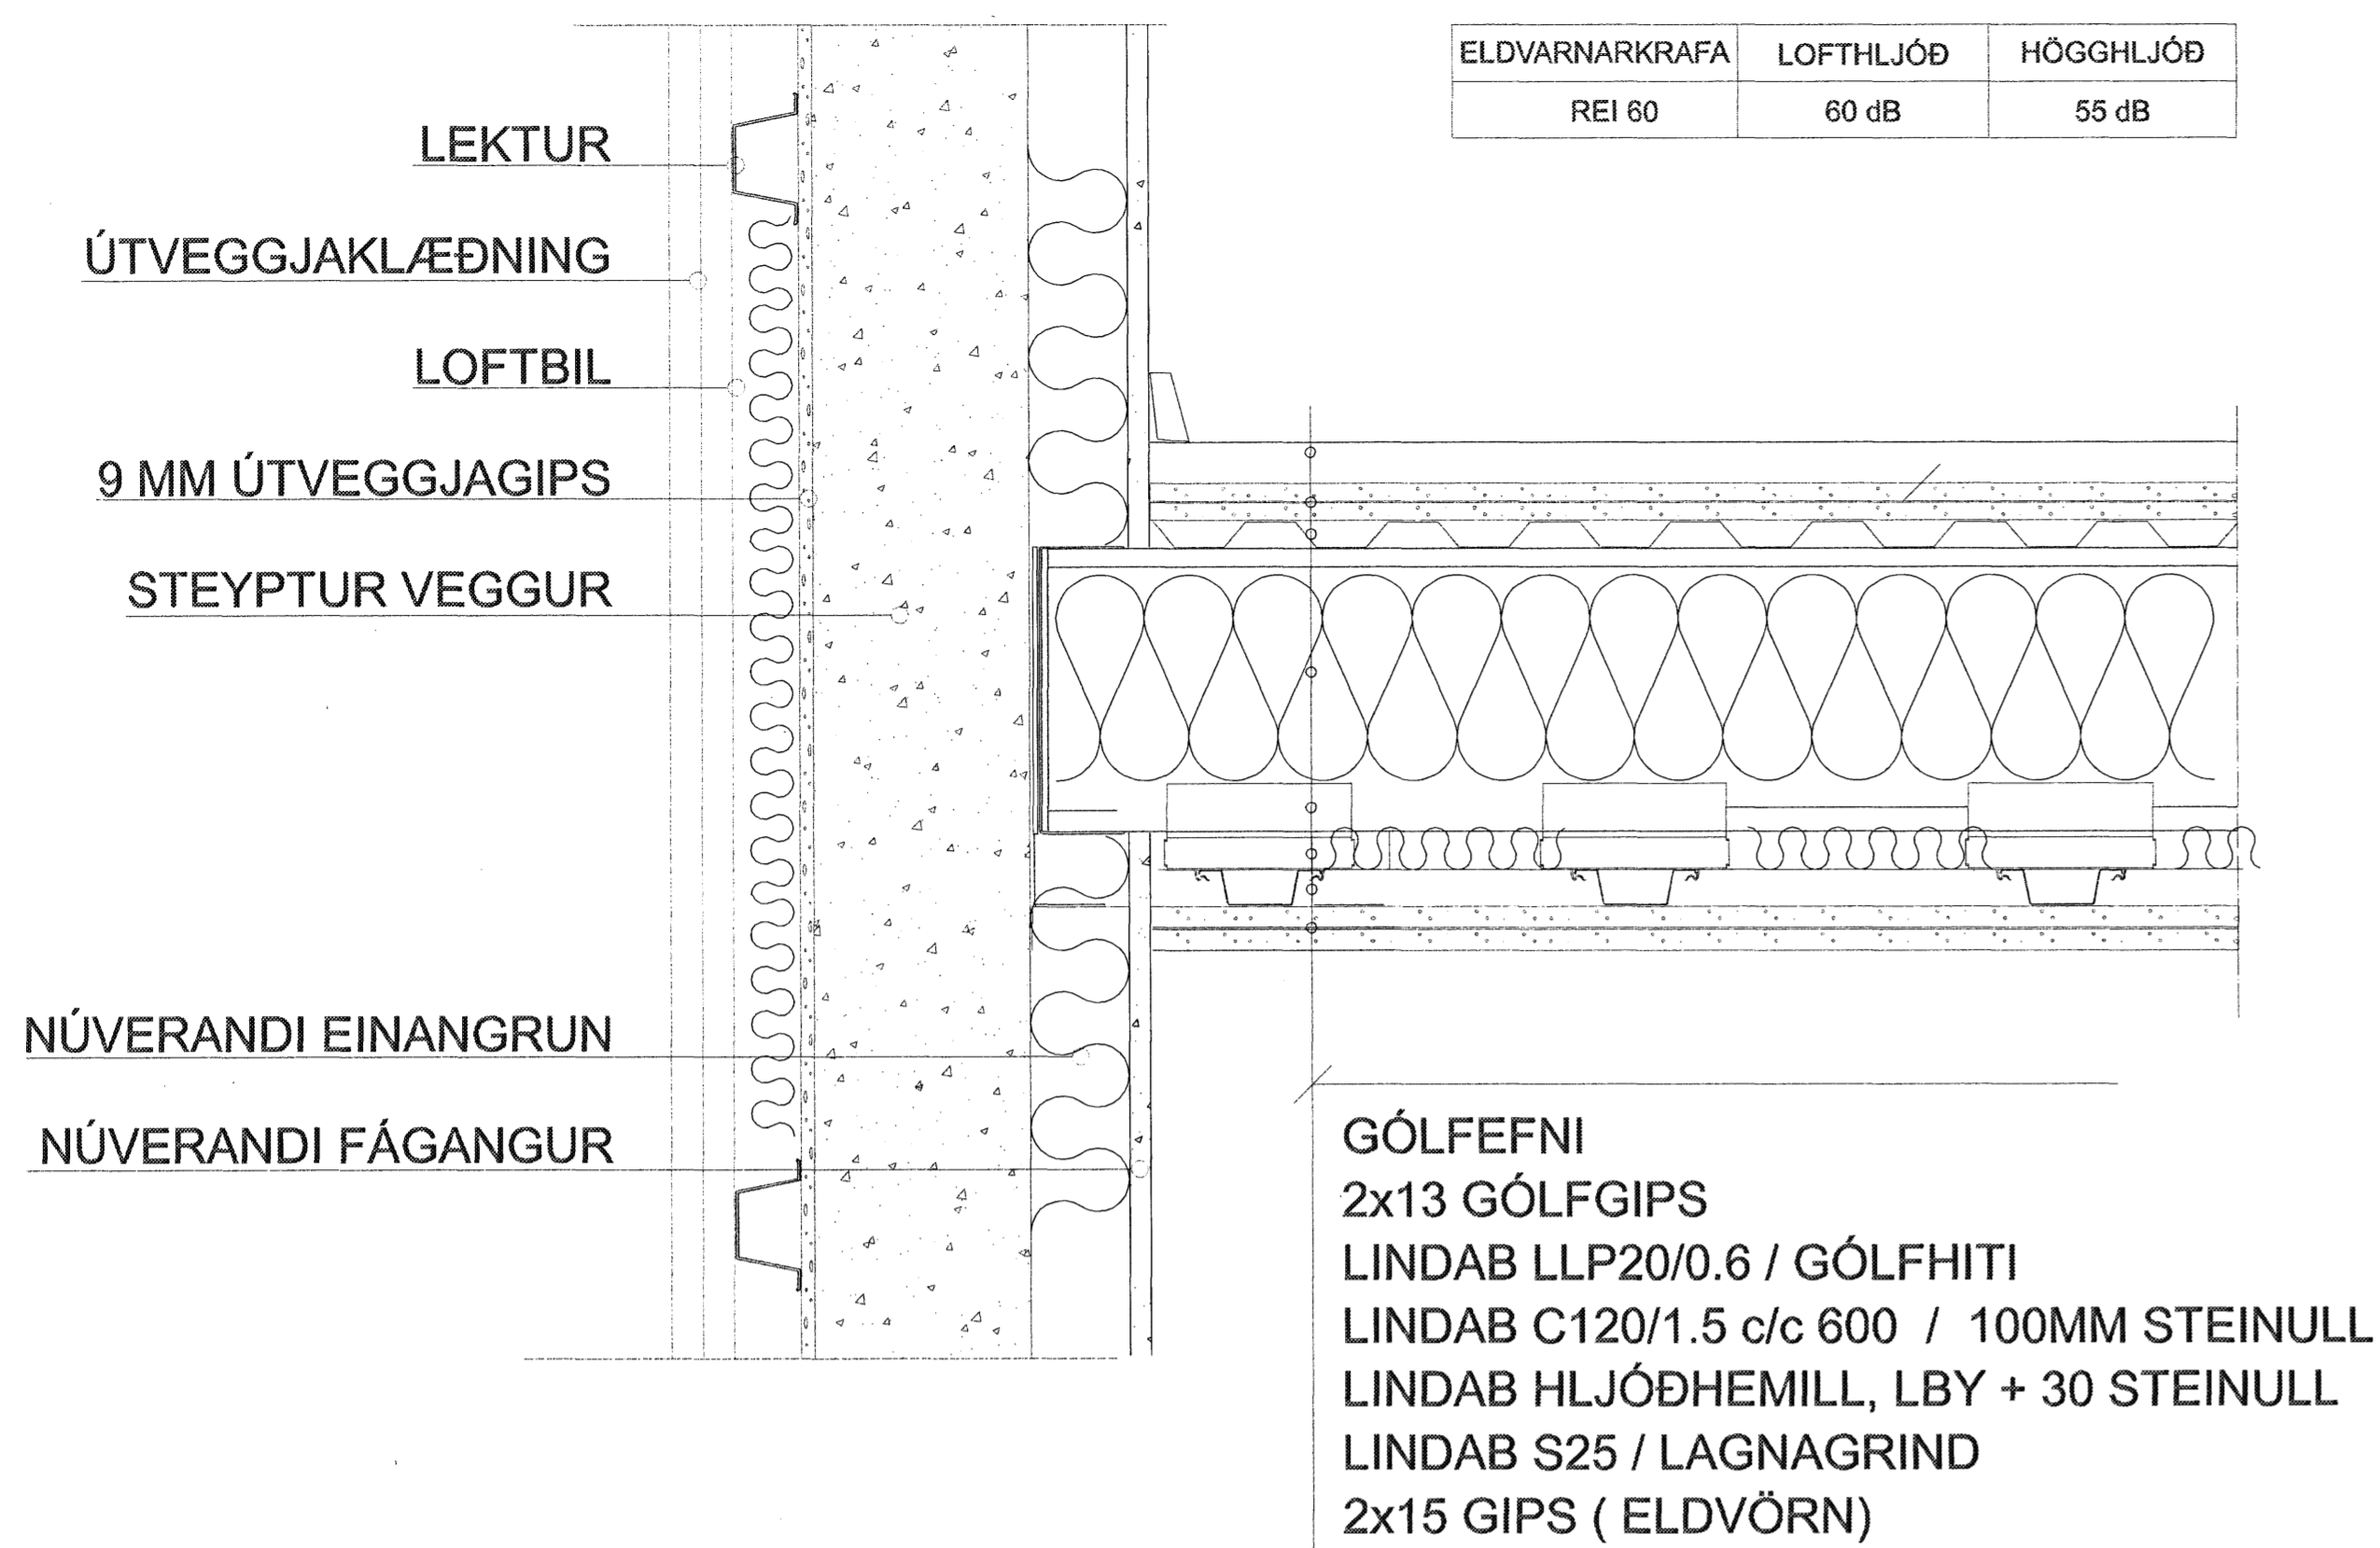 ELDVARNARKRAFA LOFTHLJÓÐ HÖGGHLJÓÐ
REI 60 60 dB 55 dB
LEKTUR
ÚTVEGGJAKLÆÐNING
LOFTBIL
9 MM ÚTVEGGJAGIPS
STEYPTUR VEGGUR
NÚVERANDI EINANGRUN
NÚVERANDI FÁGANGUR
GÓLFEFNI
2x13 GÓLFGIPS
LINDAB LLP20/0.6 / GÓLFHITI
LINDAB C120/1.5 c/c 600 / 100MM STEINULL
LINDAB HLJÓÐHEMILL, LBY + 30 STEINULL
LINDAB S25 / LAGNAGRIND
2x15 GIPS ( ELDVÖRN)